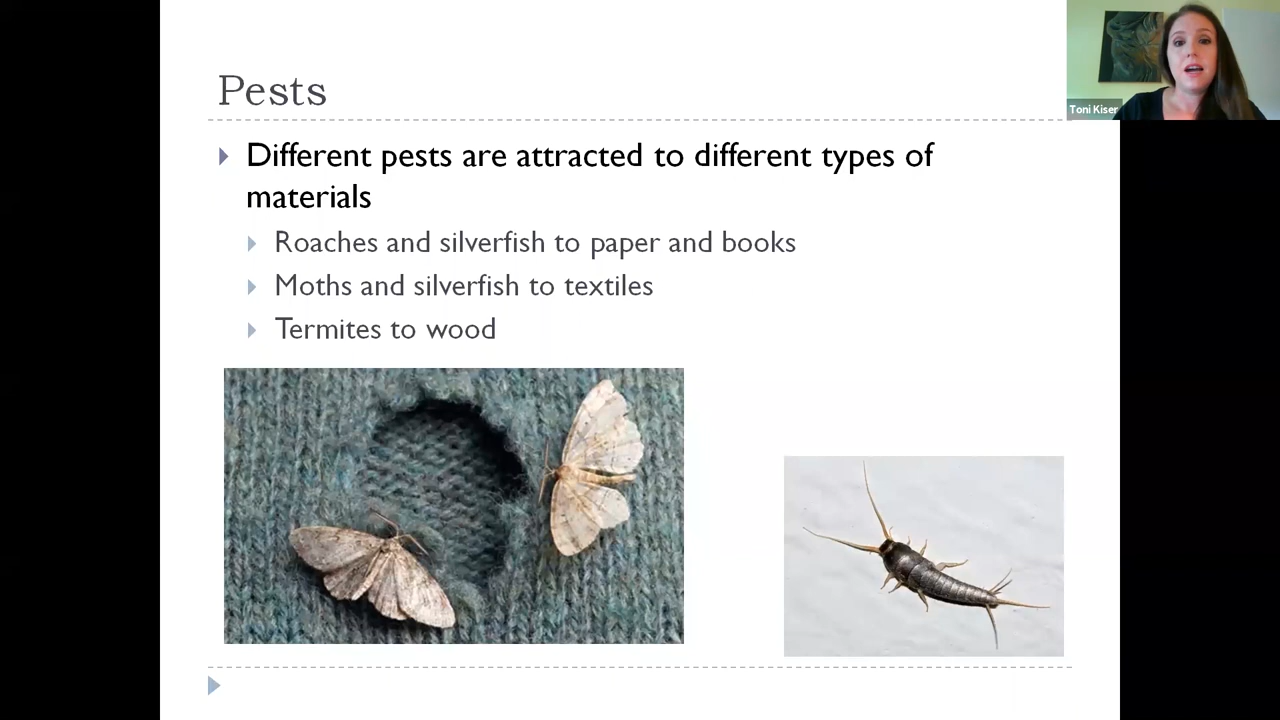 Pests
Different pests are attracted to different types of
materials
Roaches and silverfish to paper and books
Moths and silverfish to textiles
Termites to wood
Toni Kiser